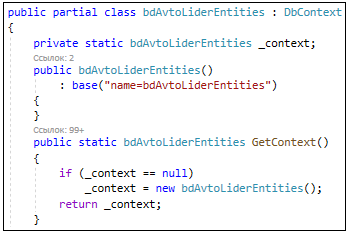 public partial class bdAvtoLiderEntities : DbContext
{
private static bdAvtoLiderEntities _context;
Ссылок: 2
public bdAvtoLiderEntities()
: base("name=bdAvtoLiderEntities")
{
}
Ссылок: 99+
public static bdAvtoLiderEntities GetContext()
{
if (_context == null)
_context = new bdAvtoLiderEntities();
return _context;
}